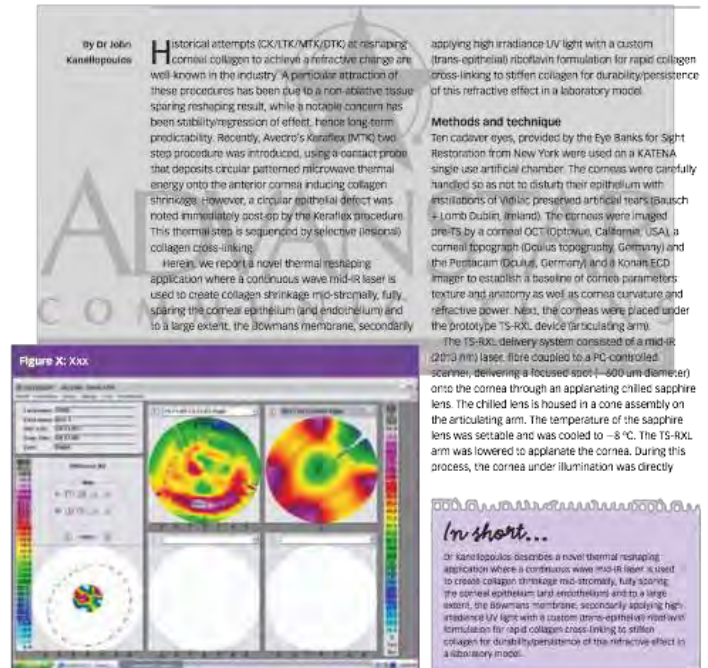 By Dr John
Kanellopoulos
Historical attempts (CK/LTK/MTK/DTK) at reshaping
corneal collagen to achieve a refractive change are
well-known in the industry. A particular attraction of
these procedures has been due to a non-ablative tissue
sparing reshaping result, while a notable concern has
been stability/regression of effect, hence long-term
predictability. Recently, Avedro's Keraflex (MTK) two
step procedure was introduced, using a contact probe
that deposits circular patterned microwave thermal
energy onto the anterior cornea inducing collagen
shrinkage. However, a circular epithelial defect was
noted immediately post-op by the Keraflex procedure.
This thermal step is sequenced by selective (lesional)
collagen cross-linking.
Herein, we report a novel thermal reshaping
application where a continuous wave mid-IR laser is
used to create collagen shrinkage mid-stromally, fully
sparing the corneal epithelium (and endothelium) and
to a large extent, the Bowmans membrane, secondarily
applying high irradiance UV light with a custom
(trans-epithelial) riboflavin formulation for rapid collagen
cross-linking to stiffen collagen for durability/persistence
of this refractive effect in a laboratory model.
Methods and technique
Ten cadaver eyes, provided by the Eye Banks for Sight
Restoration from New York were used on a KATENA
single use artificial chamber. The corneas were carefully
handled so as not to disturb their epithelium with
instillations of Vidilac preserved artificial tears (Bausch
+ Lomb Dublin, Ireland). The corneas were imaged
pre-TS by a corneal OCT (Optovue, California, USA), a
corneal topograph (Oculus topography, Germany) and
the Pentacam (Oculus, Germany) and a Konan ECD
imager to establish a baseline of cornea parameters
texture and anatomy as well as cornea curvature and
refractive power. Next, the corneas were placed under
the prototype TS-RXL device (articulating arm).
The TS-RXL delivery system consisted of a mid-IR
(2013 nm) laser, fibre coupled to a PC-controlled
scanner, delivering a focused spot (~600 um diameter)
onto the cornea through an applanating chilled sapphire
lens. The chilled lens is housed in a cone assembly on
the articulating arm. The temperature of the sapphire
lens was settable and was cooled to −8 °C. The TS-RXL
arm was lowered to applanate the cornea. During this
process, the cornea under illumination was directly
Figure X: Xxx
In short...
Dr Kanellopoulos describes a novel thermal reshaping
application where a continuous wave mid-IR laser is used
to create collagen shrinkage mid-stromally, fully sparing
the corneal epithelium (and endothelium) and to a large
extent, the Bowmans membrane, secondarily applying high
irradiance UV light with a custom (trans-epithelial) riboflavin
formulation for rapid collagen cross-linking to stiffen
collagen for durability/persistence of this refractive effect in
a laboratory model.